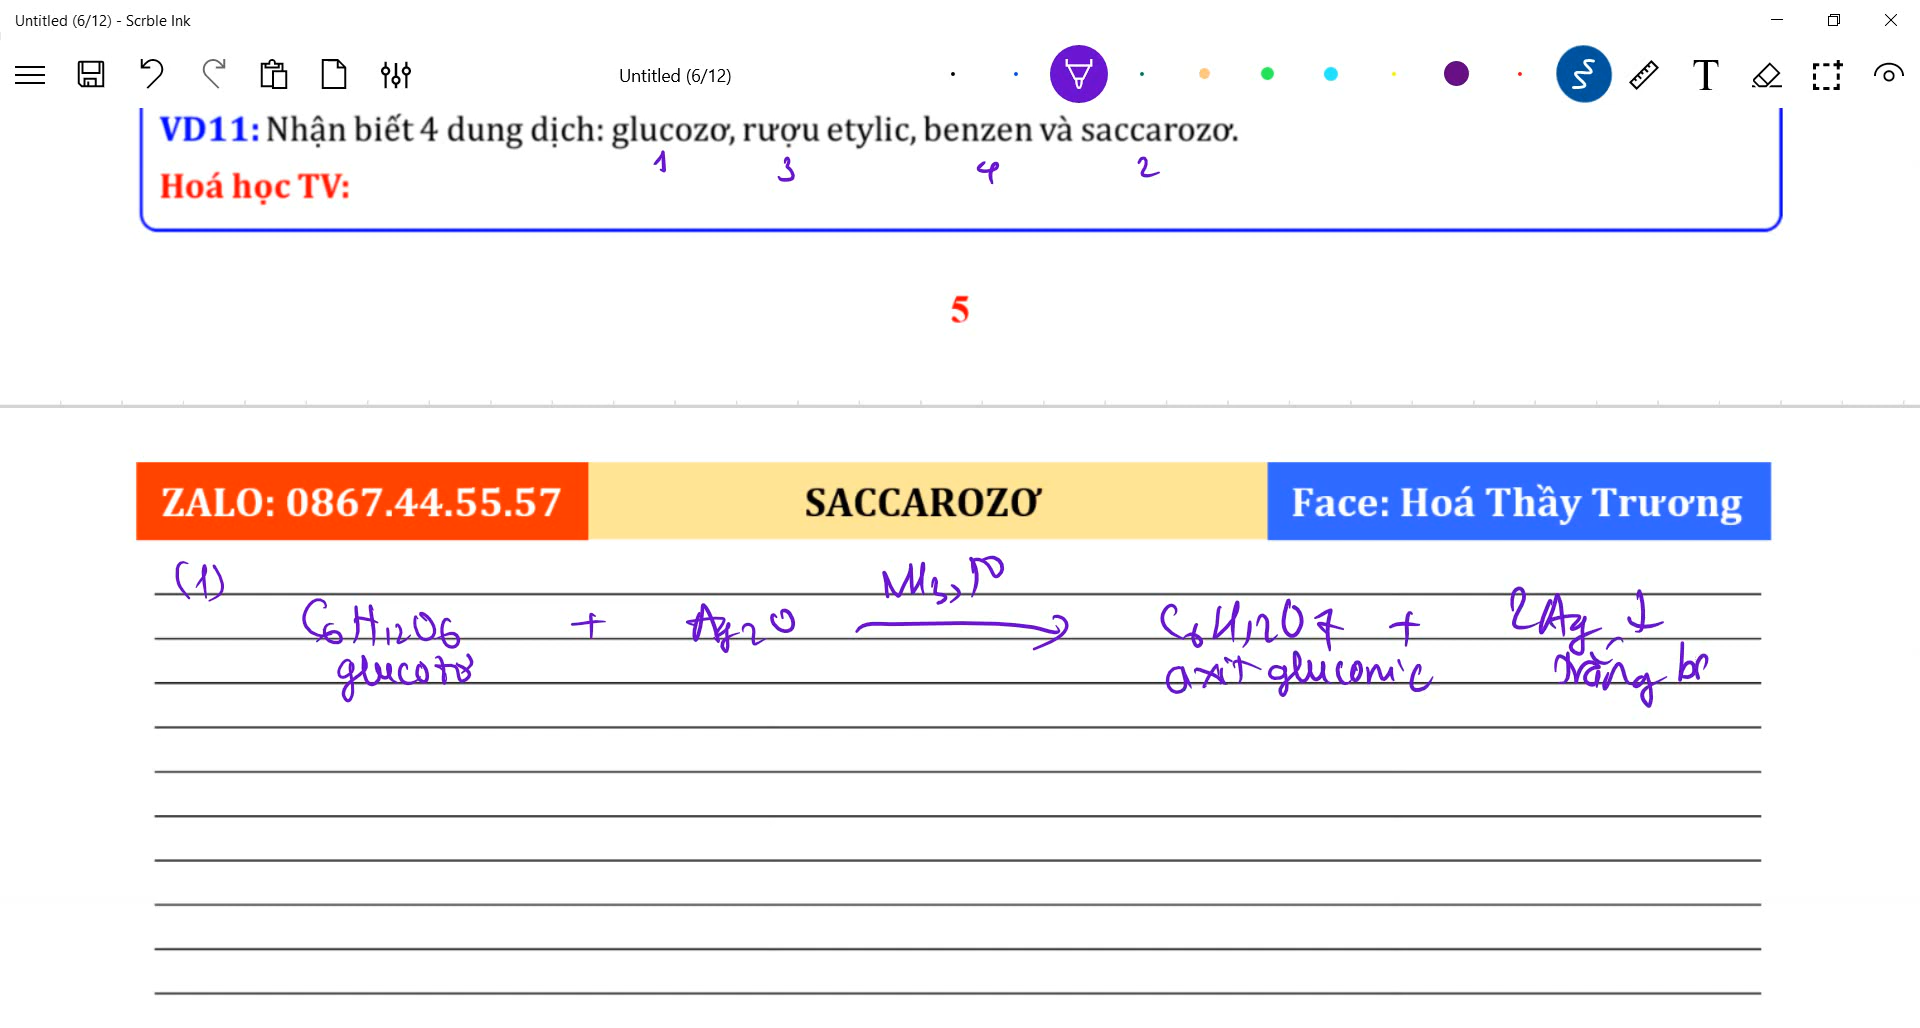 Untitled (6/12) - Scrble Ink
Untitled (6/12)
T
VD11: Nhận biết 4 dung dịch: glucozơ, rượu etylic, benzen và saccarozơ.
1 3 4 2
Hoá học TV:
5
ZALO: 0867.44.55.57 SACCAROZƠ Face: Hoá Thầy Trương
(1) NH3, t°
C6H12O6 + Ag2O → C6H12O7 + 2Ag ↓
glucozơ axit gluconic trắng bạ